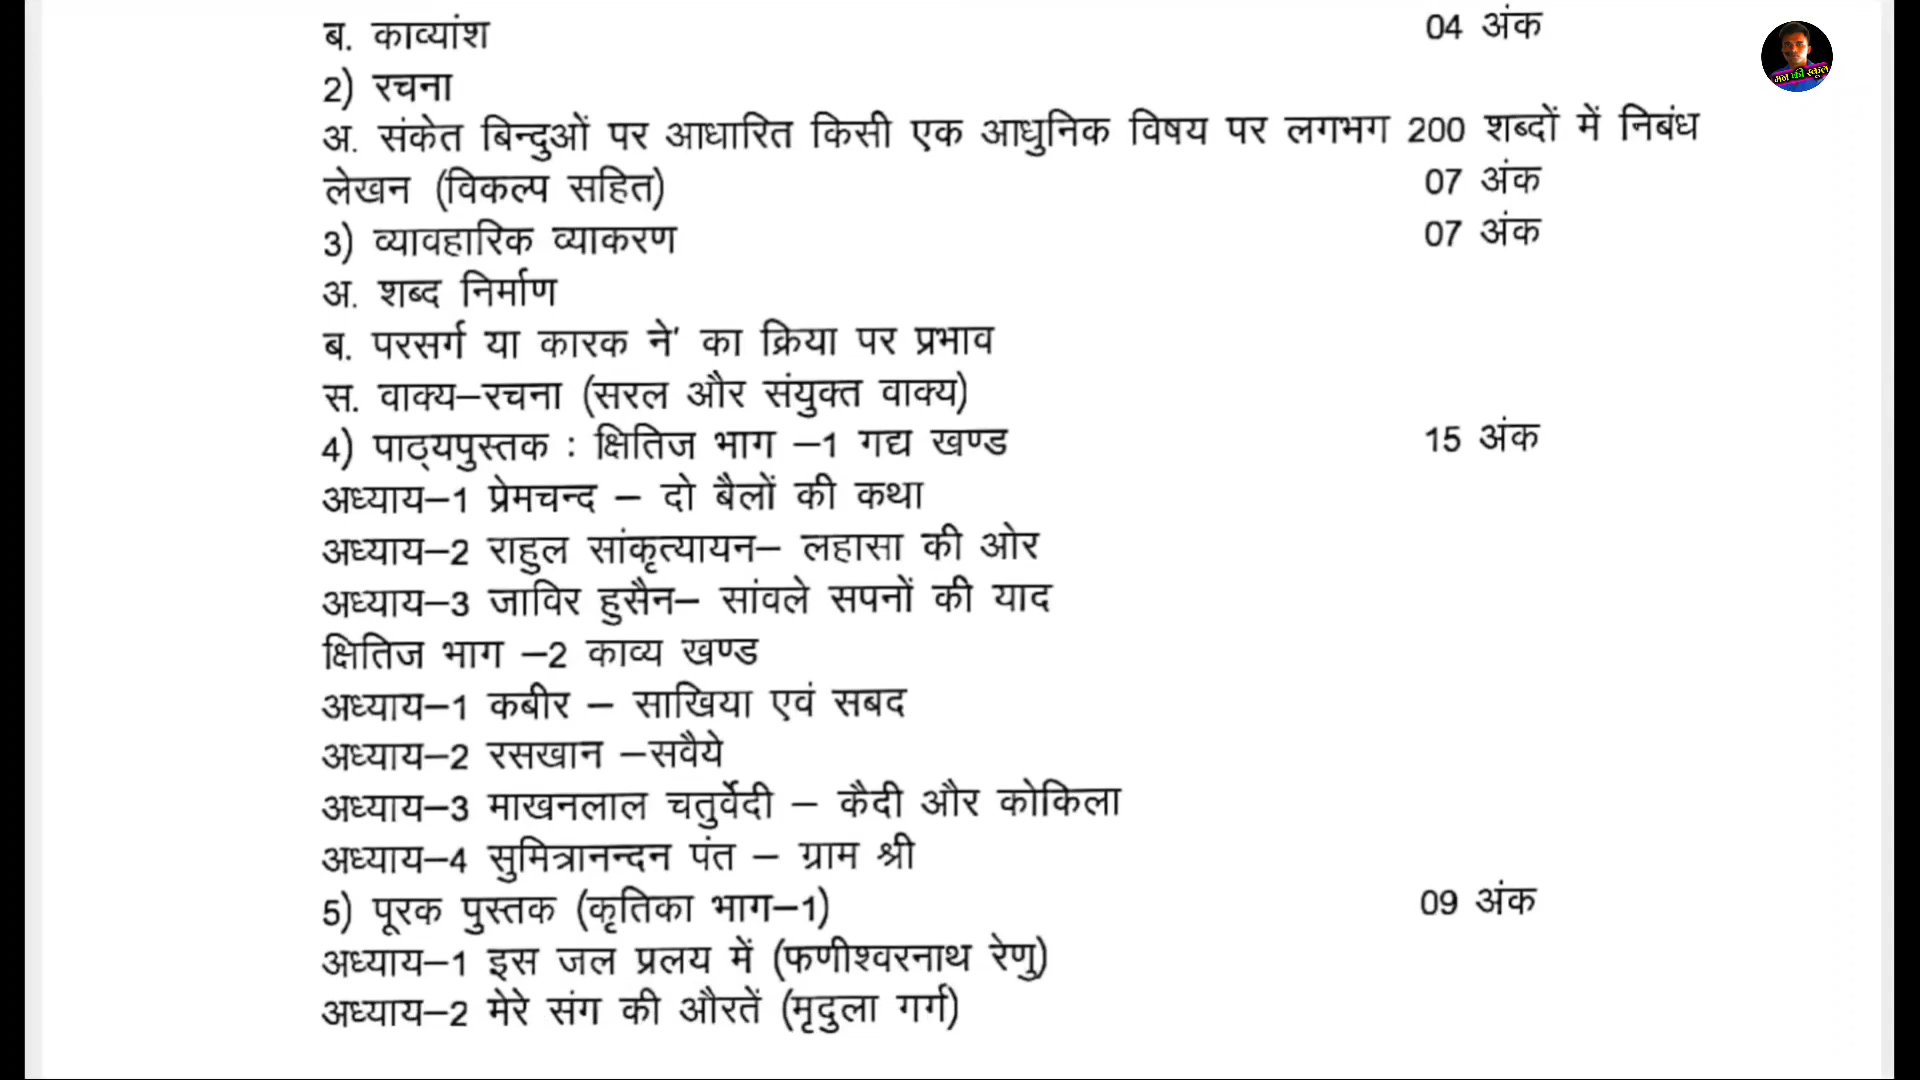 ब. काव्यांश 04 अंक
मन की स्कूल
2) रचना
अ. संकेत बिन्दुओं पर आधारित किसी एक आधुनिक विषय पर लगभग 200 शब्दों में निबंध
लेखन (विकल्प सहित) 07 अंक
3) व्यावहारिक व्याकरण 07 अंक
अ. शब्द निर्माण
ब. परसर्ग या कारक ने' का क्रिया पर प्रभाव
स. वाक्य–रचना (सरल और संयुक्त वाक्य)
4) पाठ्यपुस्तक : क्षितिज भाग –1 गद्य खण्ड 15 अंक
अध्याय–1 प्रेमचन्द – दो बैलों की कथा
अध्याय–2 राहुल सांकृत्यायन– लहासा की ओर
अध्याय–3 जाविर हुसैन– सांवले सपनों की याद
क्षितिज भाग –2 काव्य खण्ड
अध्याय–1 कबीर – साखिया एवं सबद
अध्याय–2 रसखान –सवैये
अध्याय–3 माखनलाल चतुर्वेदी – कैदी और कोकिला
अध्याय–4 सुमित्रानन्दन पंत – ग्राम श्री
5) पूरक पुस्तक (कृतिका भाग–1) 09 अंक
अध्याय–1 इस जल प्रलय में (फणीश्वरनाथ रेणु)
अध्याय–2 मेरे संग की औरतें (मृदुला गर्ग)